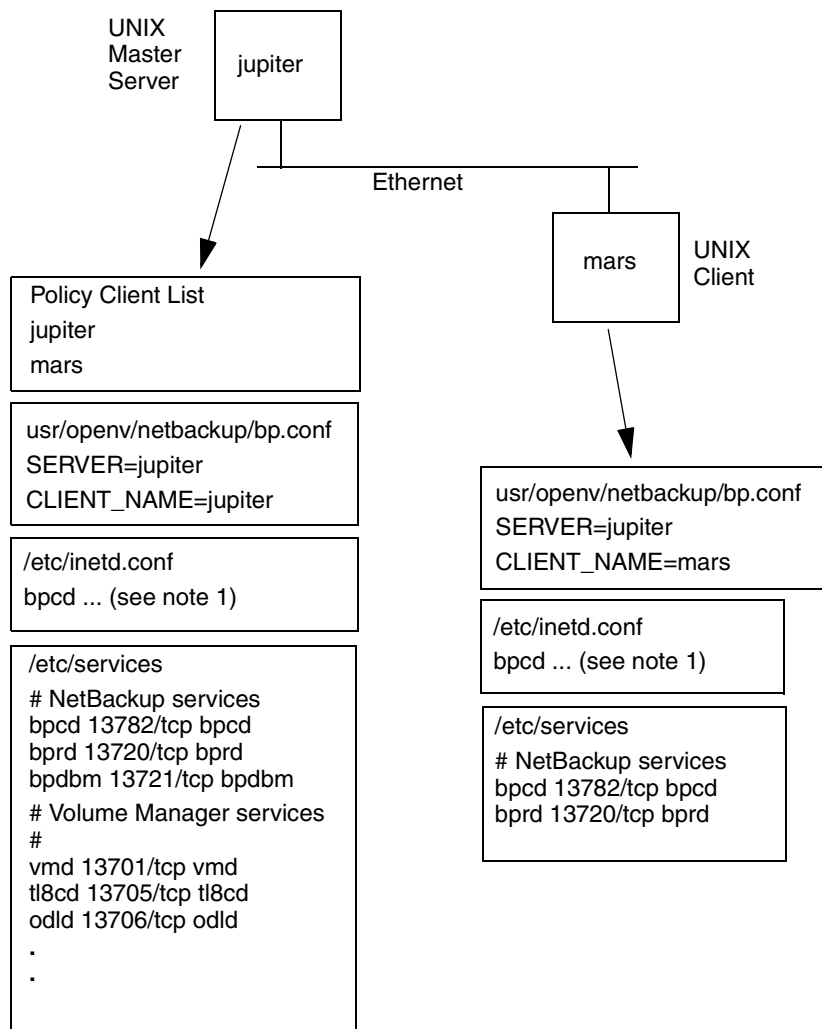 UNIX
Master
Server
jupiter
Ethernet
mars
UNIX
Client
Policy Client List
jupiter
mars
usr/openv/netbackup/bp.conf
SERVER=jupiter
CLIENT_NAME=jupiter
/etc/inetd.conf
bpcd ... (see note 1)
/etc/services
# NetBackup services
bpcd 13782/tcp bpcd
bprd 13720/tcp bprd
bpdbm 13721/tcp bpdbm
# Volume Manager services
#
vmd 13701/tcp vmd
tl8cd 13705/tcp tl8cd
odld 13706/tcp odld
.
.
usr/openv/netbackup/bp.conf
SERVER=jupiter
CLIENT_NAME=mars
/etc/inetd.conf
bpcd ... (see note 1)
/etc/services
# NetBackup services
bpcd 13782/tcp bpcd
bprd 13720/tcp bprd